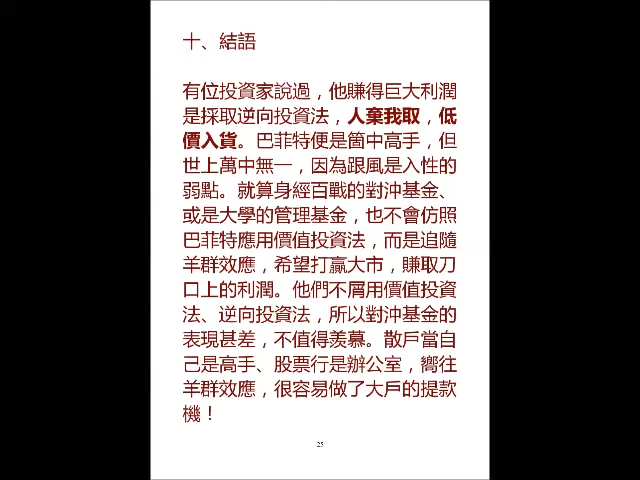 十、結語
有位投資家說過，他賺得巨大利潤
是採取逆向投資法，人棄我取，低
價入貨。巴菲特便是箇中高手，但
世上萬中無一，因為跟風是入性的
弱點。就算身經百戰的對沖基金、
或是大學的管理基金，也不會仿照
巴菲特應用價值投資法，而是追隨
羊群效應，希望打贏大市，賺取刀
口上的利潤。他們不屑用價值投資
法、逆向投資法，所以對沖基金的
表現甚差，不值得羨慕。散戶當自
己是高手、股票行是辦公室，嚮往
羊群效應，很容易做了大戶的提款
機！
25